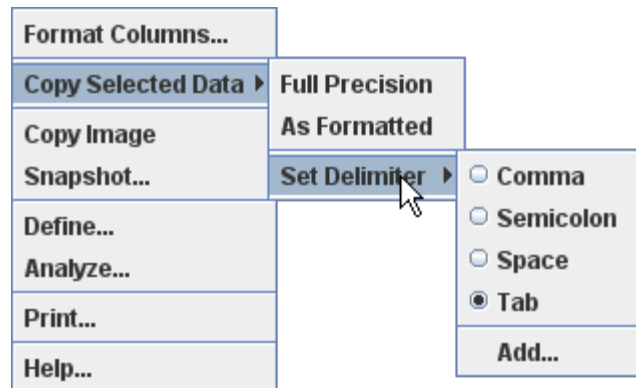 Format Columns...
Copy Selected Data
Copy Image
Snapshot...
Define...
Analyze...
Print...
Help...
Full Precision
As Formatted
Set Delimiter
Comma
Semicolon
Space
Tab
Add...